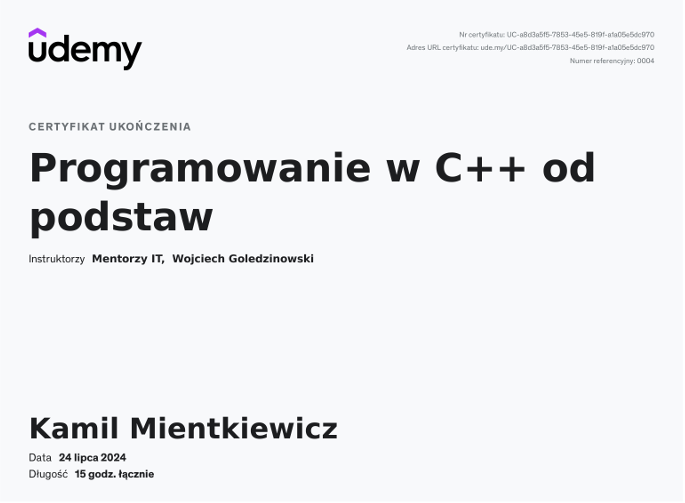 udemy
Nr certyfikatu: UC-a8d3a5f5-7853-45e5-819f-a1a05e5dc970
Adres URL certyfikatu: ude.my/UC-a8d3a5f5-7853-45e5-819f-a1a05e5dc970
Numer referencyjny: 0004
CERTYFIKAT UKOŃCZENIA
Programowanie w C++ od
podstaw
Instruktorzy Mentorzy IT, Wojciech Goledzinowski
Kamil Mientkiewicz
Data 24 lipca 2024
Długość 15 godz. łącznie